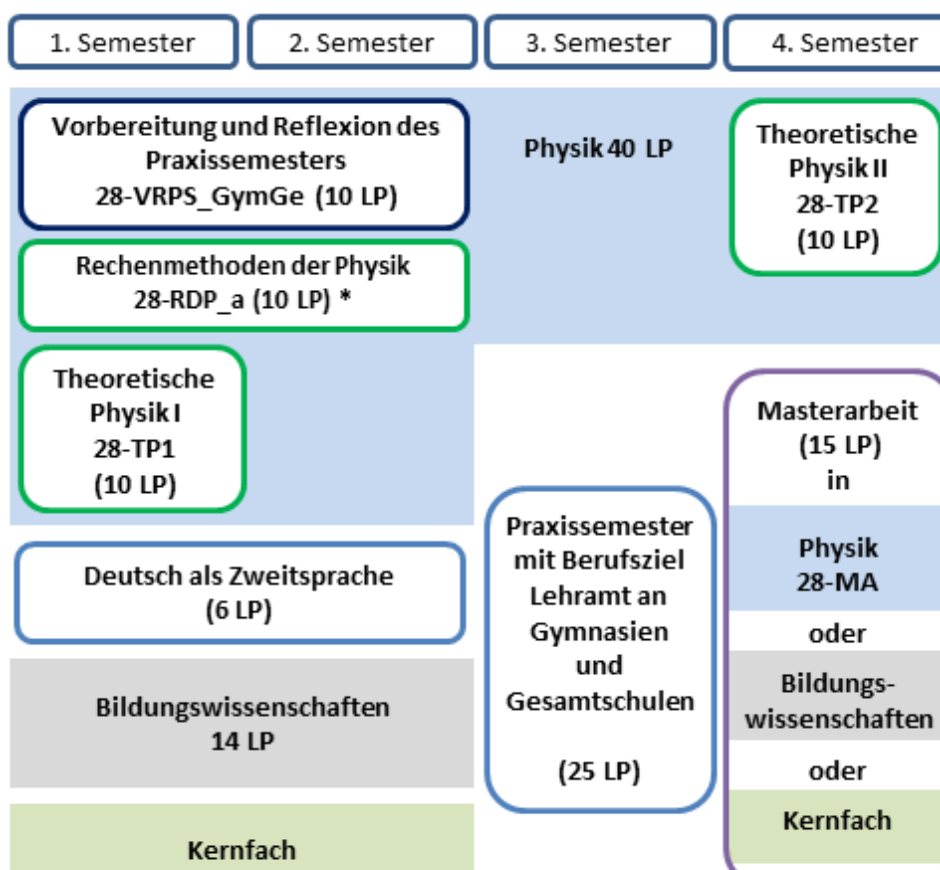 1. Semester
2. Semester
3. Semester
4. Semester
Vorbereitung und Reflexion des
Praxissemesters
28-VRPS_GymGe (10 LP)
Physik 40 LP
Theoretische
Physik II
28-TP2
(10 LP)
Rechenmethoden der Physik
28-RDP_a (10 LP) *
Theoretische
Physik I
28-TP1
(10 LP)
Masterarbeit
(15 LP)
in
Physik
28-MA
oder
Bildungs-
wissenschaften
oder
Kernfach
Praxissemester
mit Berufsziel
Lehramt an
Gymnasien
und
Gesamtschulen
(25 LP)
Deutsch als Zweitsprache
(6 LP)
Bildungswissenschaften
14 LP
Kernfach